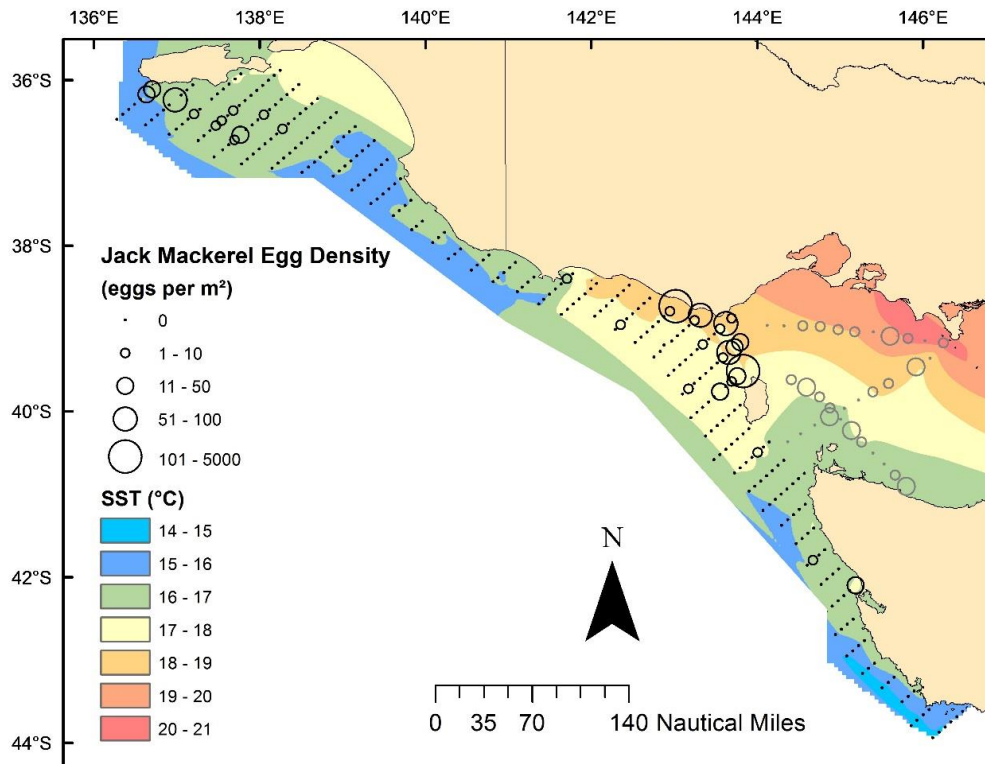 136°E 138°E 140°E 142°E 144°E 146°E
36°S
38°S
40°S
42°S
44°S
Jack Mackerel Egg Density
(eggs per m²)
0
1 - 10
11 - 50
51 - 100
101 - 5000
SST (°C)
14 - 15
15 - 16
16 - 17
17 - 18
18 - 19
19 - 20
20 - 21
N
0 35 70 140 Nautical Miles